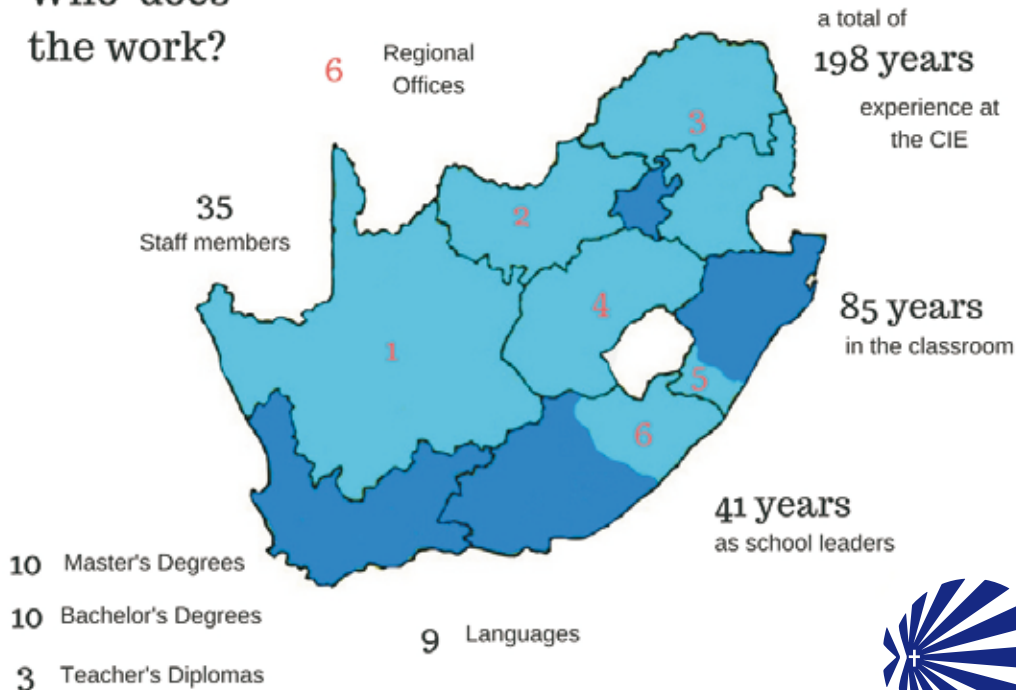 Who does
the work?
6
Regional
Offices
a total of
198 years
experience at
the CIE
35
Staff members
3
2
4
1
5
6
85 years
in the classroom
41 years
as school leaders
10 Master's Degrees
10 Bachelor's Degrees
3 Teacher's Diplomas
9 Languages